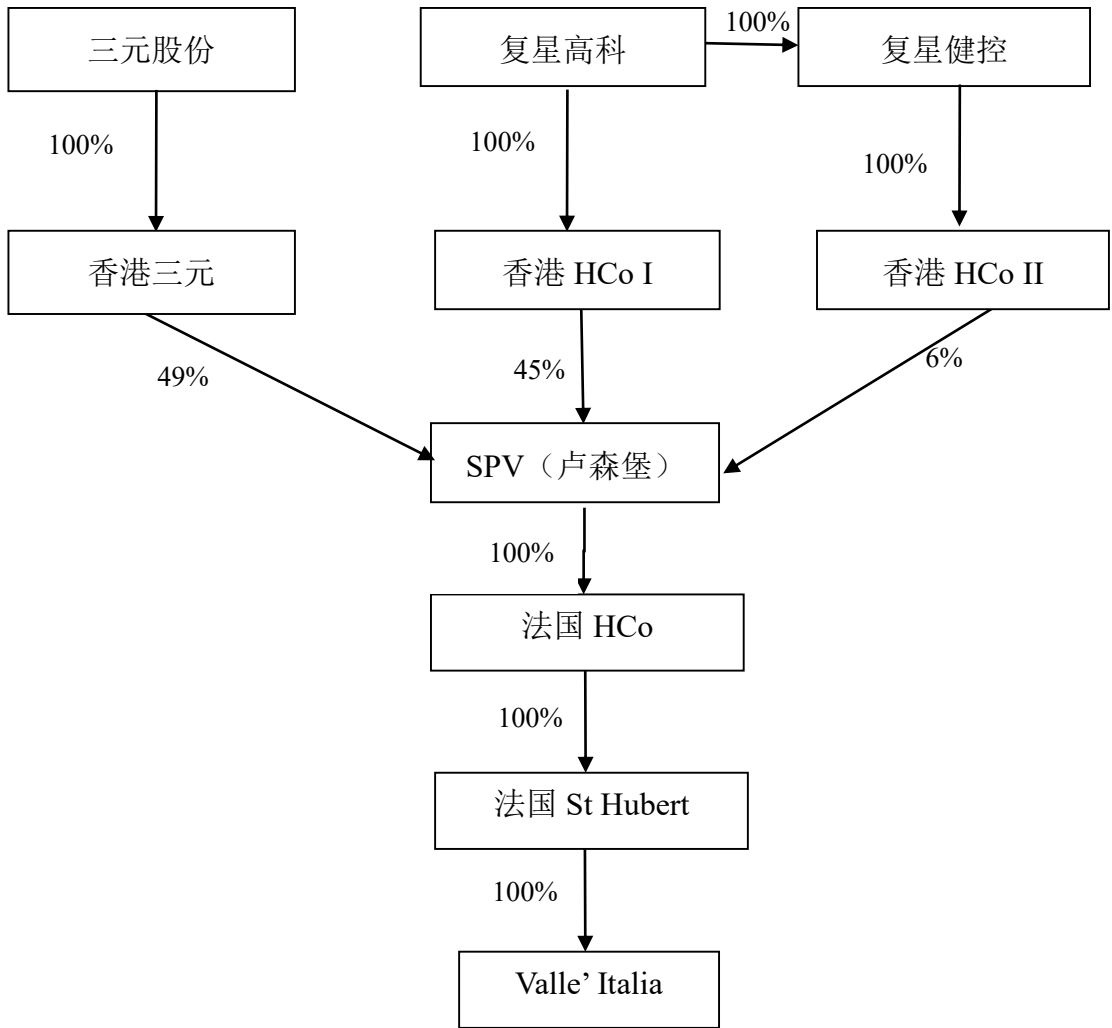 三元股份
复星高科
100%
复星健控
100%
100%
100%
香港三元
香港 HCo I
香港 HCo II
49%
45%
6%
SPV（卢森堡）
100%
法国 HCo
100%
法国 St Hubert
100%
Valle’ Italia